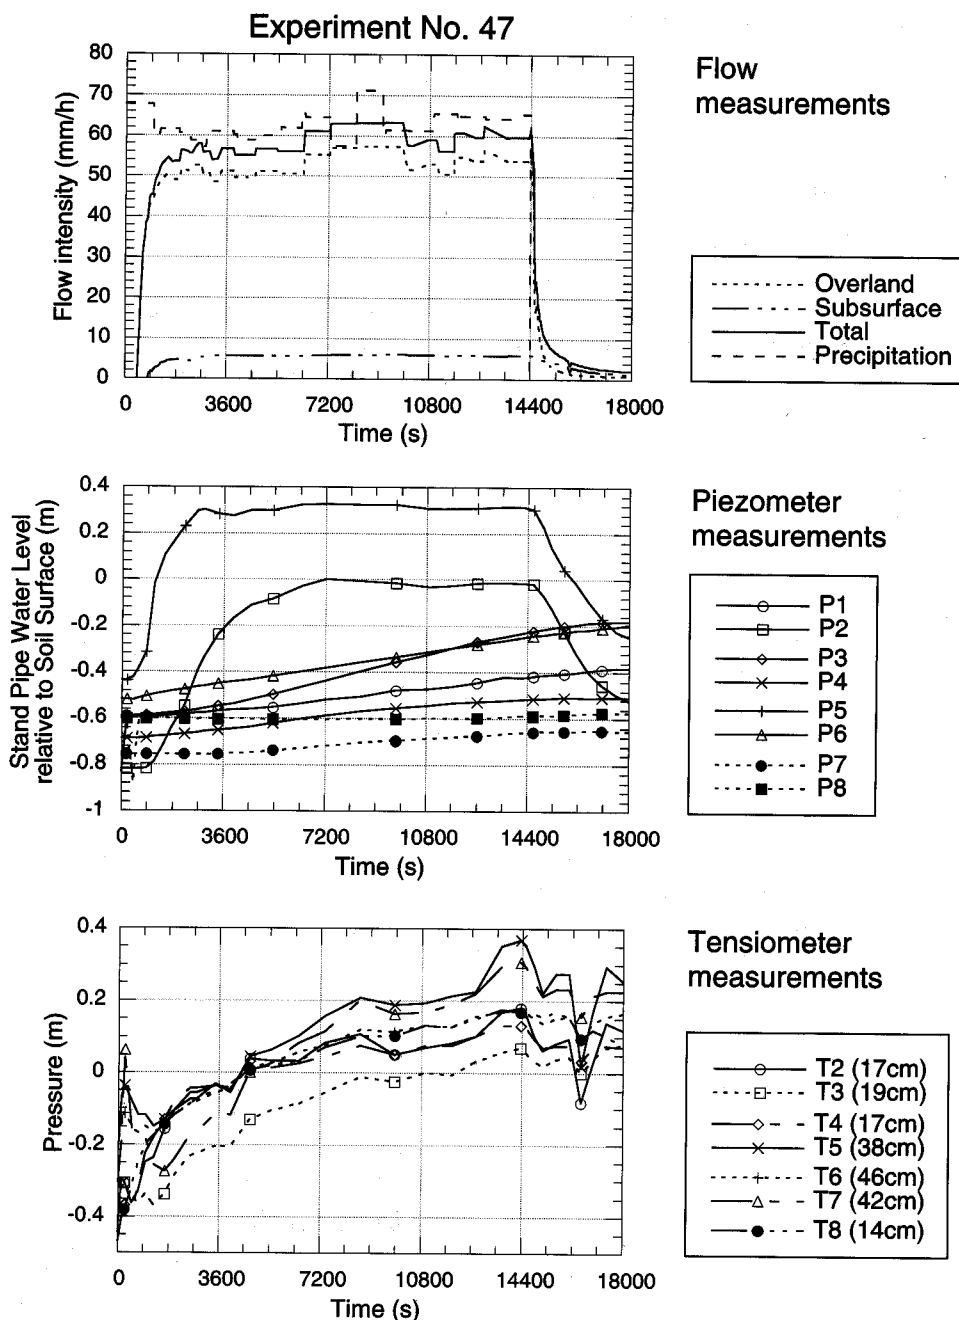 Experiment No. 47
Flow
measurements
Flow intensity (mm/h)
80
70
60
50
40
30
20
10
0
0 3600 7200 10800 14400 18000
Time (s)
Overland
Subsurface
Total
Precipitation
Piezometer
measurements
Stand Pipe Water Level
relative to Soil Surface (m)
0.4
0.2
0
-0.2
-0.4
-0.6
-0.8
-1
0 3600 7200 10800 14400 18000
Time (s)
P1
P2
P3
P4
P5
P6
P7
P8
Tensiometer
measurements
Pressure (m)
0.4
0.2
0
-0.2
-0.4
0 3600 7200 10800 14400 18000
Time (s)
T2 (17cm)
T3 (19cm)
T4 (17cm)
T5 (38cm)
T6 (46cm)
T7 (42cm)
T8 (14cm)